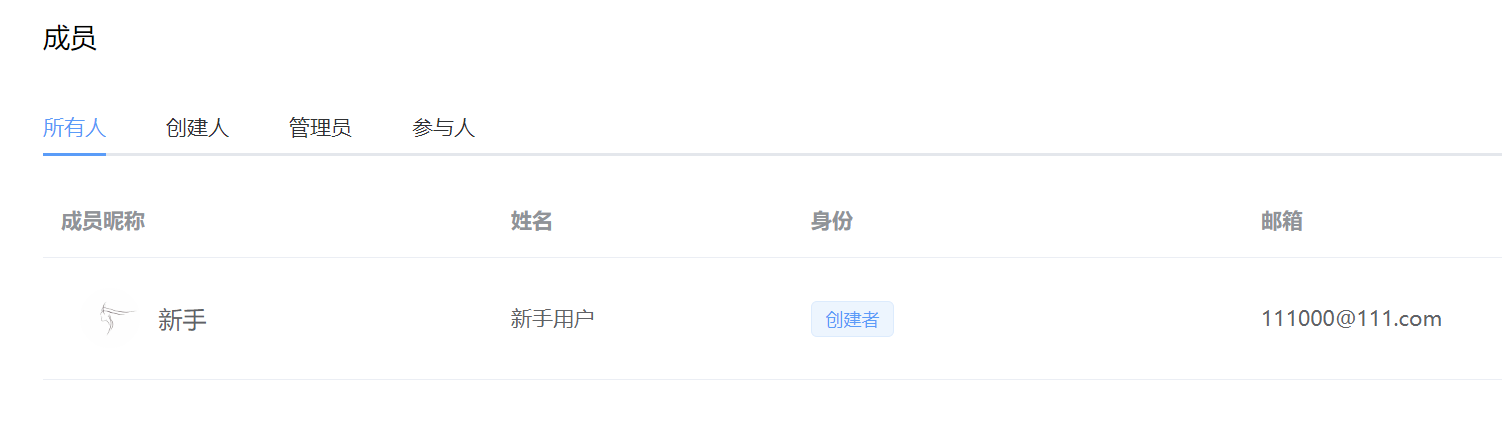 成员
所有人 创建人 管理员 参与人
成员昵称 姓名 身份 邮箱
新手 新手用户 创建者 111000@111.com